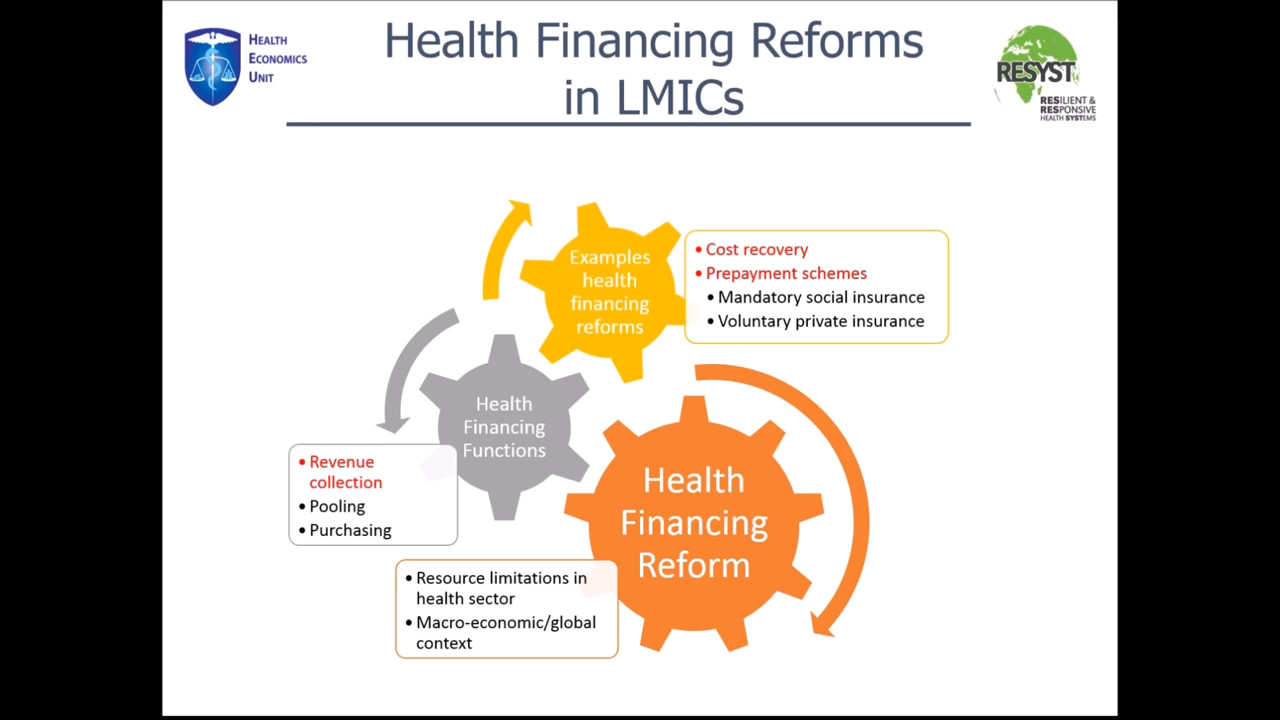 HEALTH
ECONOMICS
UNIT
Health Financing Reforms
in LMICs
RESYST
RESILIENT &
RESPONSIVE
HEALTH SYSTEMS
Examples
health
financing
reforms
• Cost recovery
• Prepayment schemes
• Mandatory social insurance
• Voluntary private insurance
Health
Financing
Functions
• Revenue
collection
• Pooling
• Purchasing
Health
Financing
Reform
• Resource limitations in
health sector
• Macro-economic/global
context